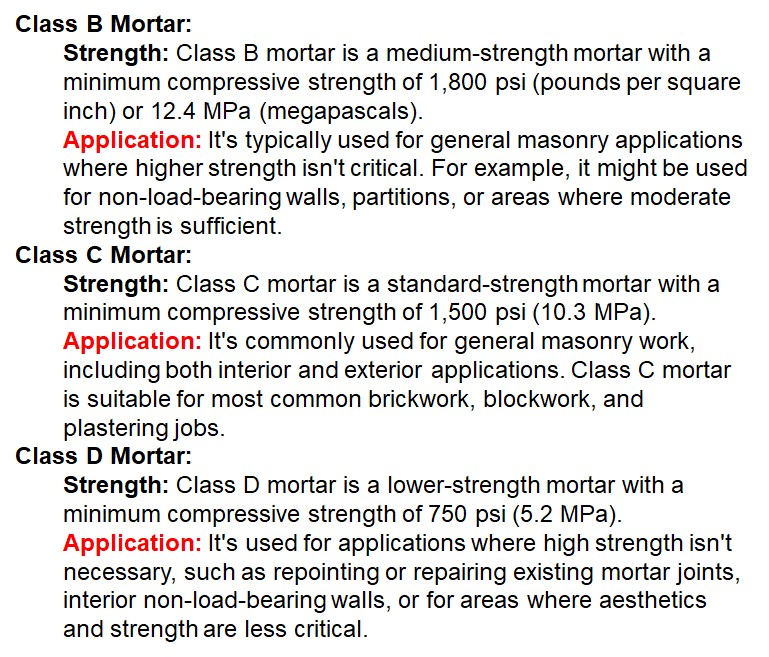 Class B Mortar:
Strength: Class B mortar is a medium-strength mortar with a
minimum compressive strength of 1,800 psi (pounds per square
inch) or 12.4 MPa (megapascals).
Application: It's typically used for general masonry applications
where higher strength isn't critical. For example, it might be used
for non-load-bearing walls, partitions, or areas where moderate
strength is sufficient.
Class C Mortar:
Strength: Class C mortar is a standard-strength mortar with a
minimum compressive strength of 1,500 psi (10.3 MPa).
Application: It's commonly used for general masonry work,
including both interior and exterior applications. Class C mortar
is suitable for most common brickwork, blockwork, and
plastering jobs.
Class D Mortar:
Strength: Class D mortar is a lower-strength mortar with a
minimum compressive strength of 750 psi (5.2 MPa).
Application: It's used for applications where high strength isn't
necessary, such as repointing or repairing existing mortar joints,
interior non-load-bearing walls, or for areas where aesthetics
and strength are less critical.